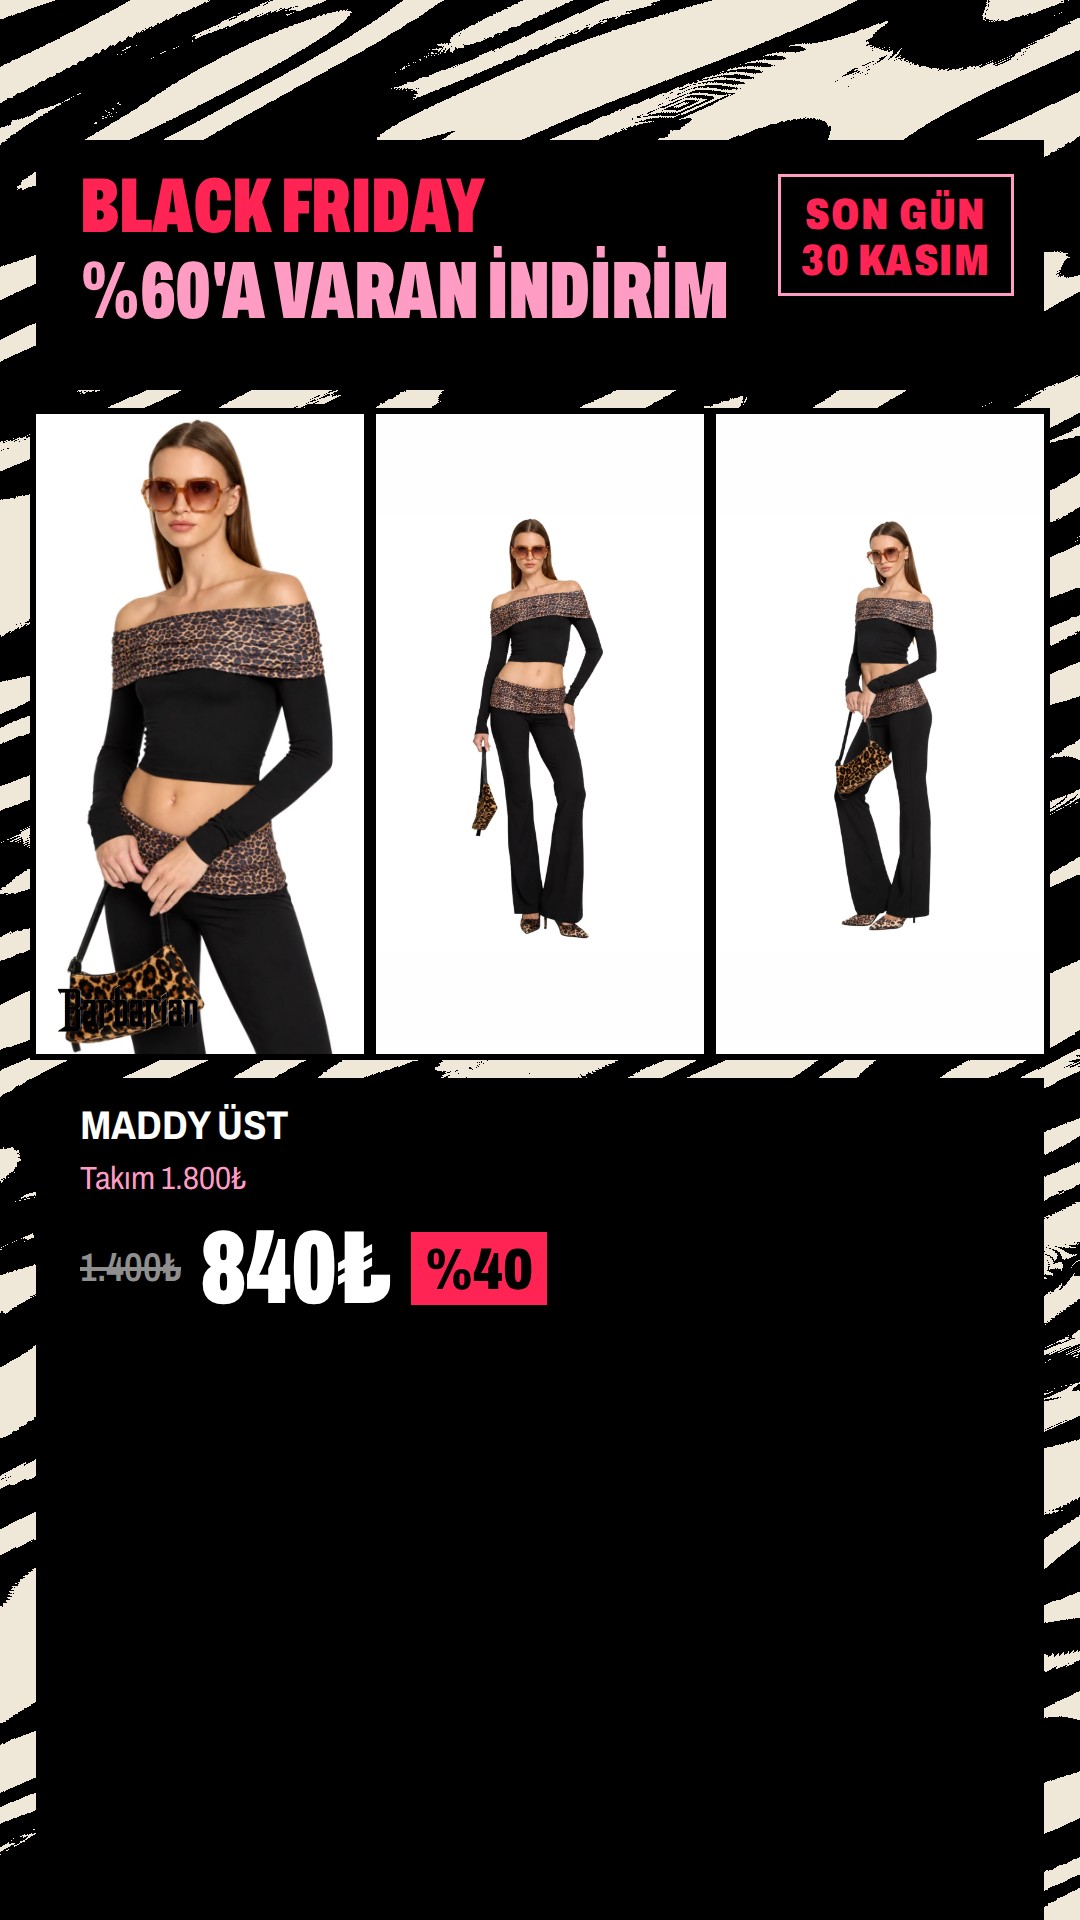 BLACK FRIDAY
%60'A VARAN İNDİRİM
SON GÜN
30 KASIM
Barbarian
MADDY ÜST
Takım 1.800₺
1.400₺ 840₺ %40